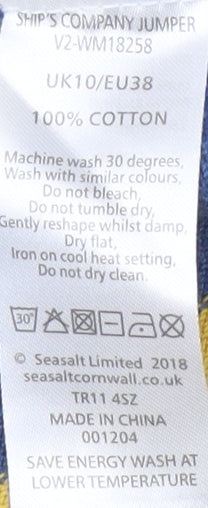 SHIP'S COMPANY JUMPER
V2-WM18258
UK10/EU38
100% COTTON
Machine wash 30 degrees,
Wash with similar colours,
Do not bleach,
Do not tumble dry,
Gently reshape whilst damp,
Dry flat,
Iron on cool heat setting,
Do not dry clean.
30°
© Seasalt Limited 2018
seasaltcornwall.co.uk
TR11 4SZ
MADE IN CHINA
001204
SAVE ENERGY WASH AT
LOWER TEMPERATURE